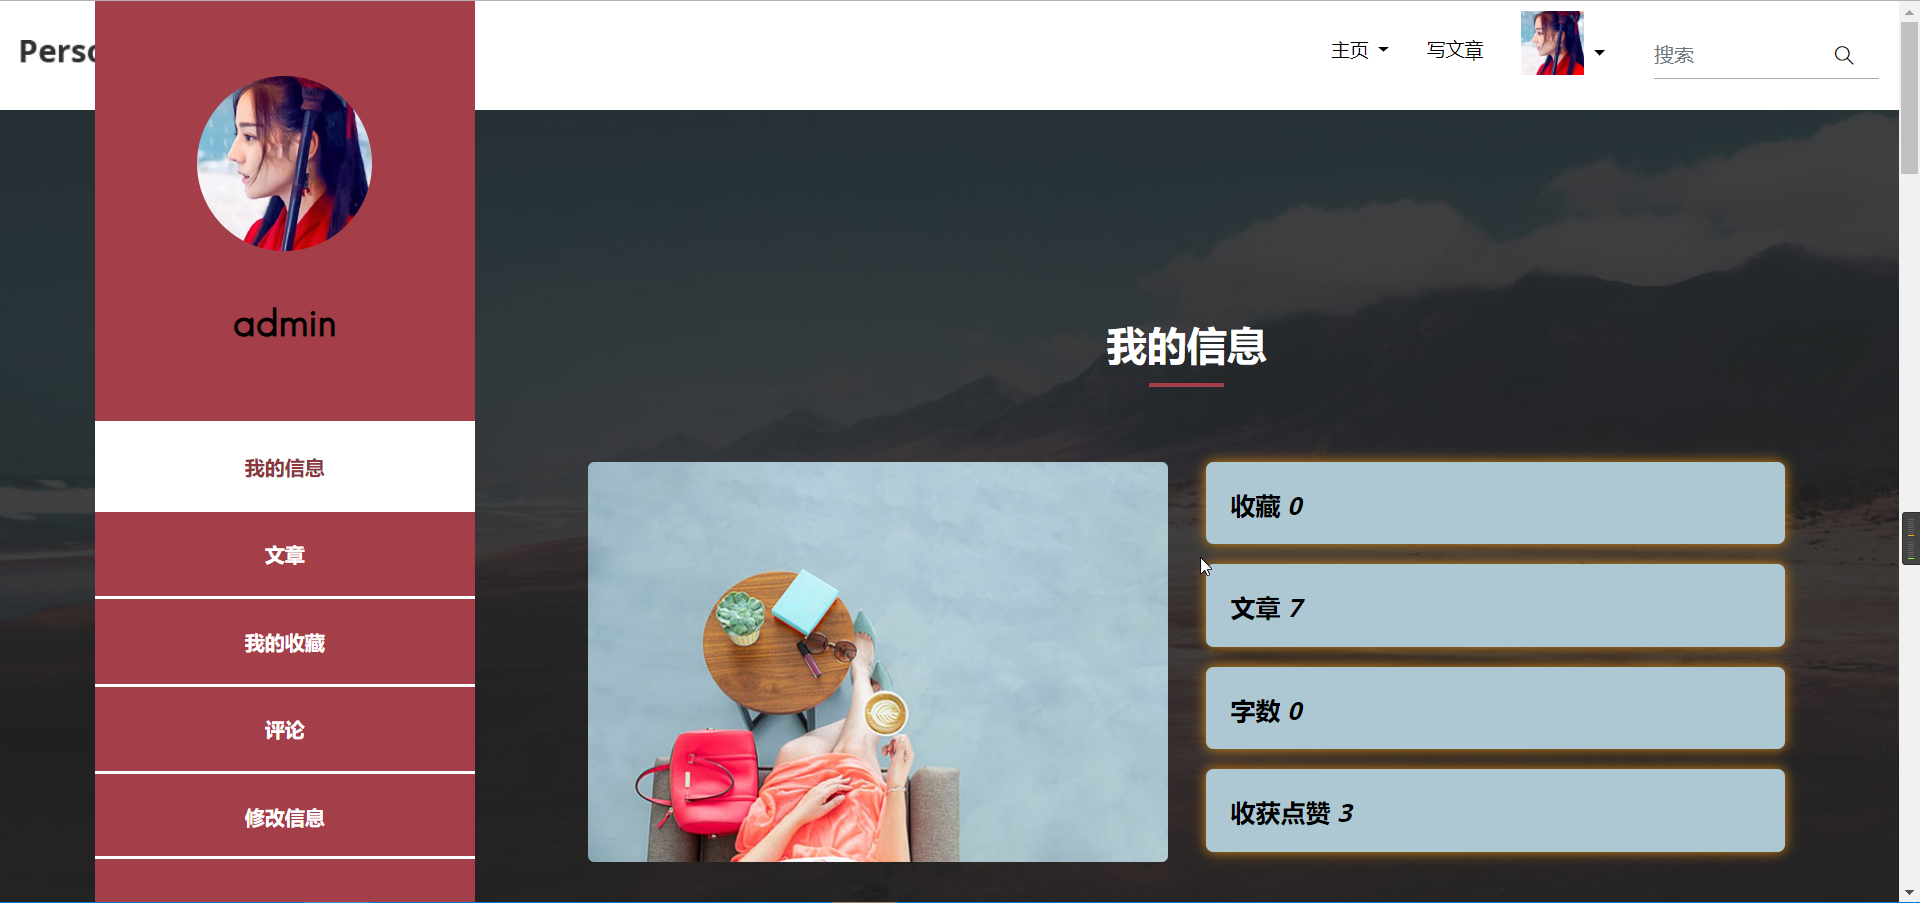 Perso
主页
写文章
搜索
admin
我的信息
文章
我的收藏
评论
修改信息
我的信息
收藏 0
文章 7
字数 0
收获点赞 3